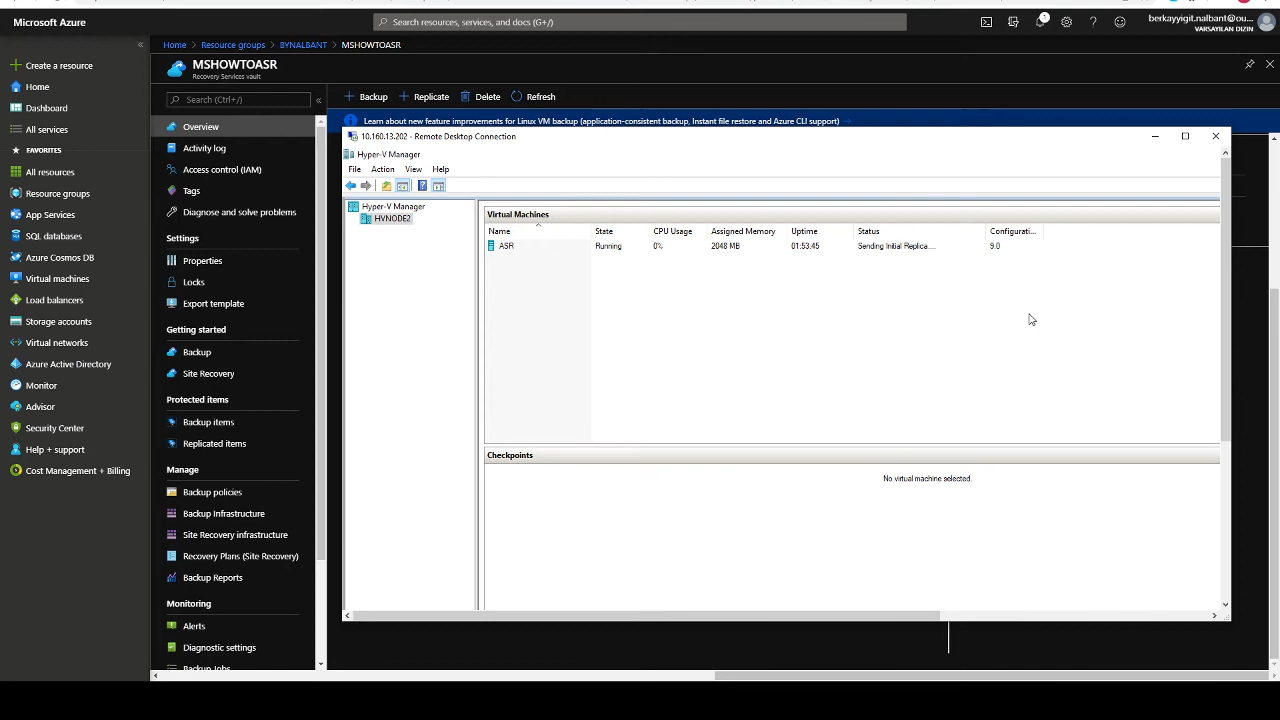 Microsoft Azure
Search resources, services, and docs (G+/)
1
berkayyigit.nalbant@ou...
VARSAYILAN DIZIN
Create a resource
Home
Dashboard
All services
FAVORITES
All resources
Resource groups
App Services
SQL databases
Azure Cosmos DB
Virtual machines
Load balancers
Storage accounts
Virtual networks
Azure Active Directory
Monitor
Advisor
Security Center
Help + support
Cost Management + Billing
Home > Resource groups > BYNALBANT > MSHOWTOASR
MSHOWTOASR
Recovery Services vault
Search (Ctrl+/)
Overview
Activity log
Access control (IAM)
Tags
Diagnose and solve problems
Settings
Properties
Locks
Export template
Getting started
Backup
Site Recovery
Protected items
Backup items
Replicated items
Manage
Backup policies
Backup Infrastructure
Site Recovery infrastructure
Recovery Plans (Site Recovery)
Backup Reports
Monitoring
Alerts
Diagnostic settings
Backup Jobs
Backup Replicate Delete Refresh
Learn about new feature improvements for Linux VM backup (application-consistent backup, Instant file restore and Azure CLI support)
10.160.13.202 - Remote Desktop Connection
Hyper-V Manager
File Action View Help
Hyper-V Manager
HVNODE2
Virtual Machines
Name State CPU Usage Assigned Memory Uptime Status Configurati...
ASR Running 0% 2048 MB 01:53:45 Sending Initial Replica.... 9.0
Checkpoints
No virtual machine selected.